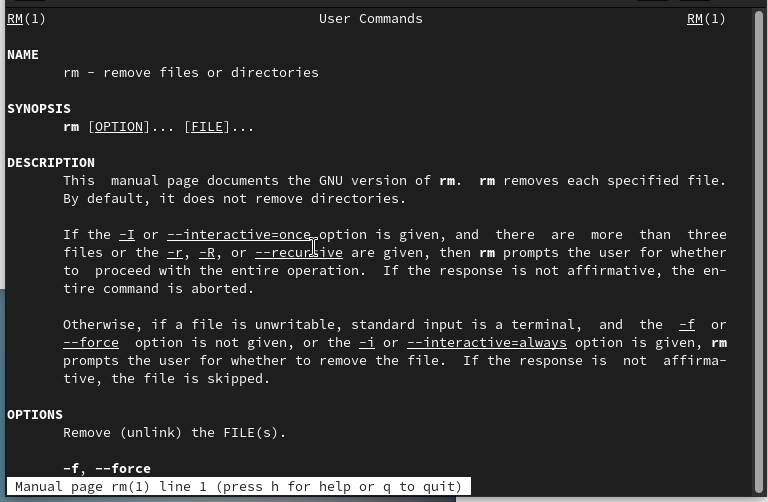 RM(1) User Commands RM(1)
NAME
rm - remove files or directories
SYNOPSIS
rm [OPTION]... [FILE]...
DESCRIPTION
This manual page documents the GNU version of rm. rm removes each specified file.
By default, it does not remove directories.
If the -I or --interactive=once option is given, and there are more than three
files or the -r, -R, or --recursive are given, then rm prompts the user for whether
to proceed with the entire operation. If the response is not affirmative, the en-
tire command is aborted.
Otherwise, if a file is unwritable, standard input is a terminal, and the -f or
--force option is not given, or the -i or --interactive=always option is given, rm
prompts the user for whether to remove the file. If the response is not affirma-
tive, the file is skipped.
OPTIONS
Remove (unlink) the FILE(s).
-f, --force
Manual page rm(1) line 1 (press h for help or q to quit)